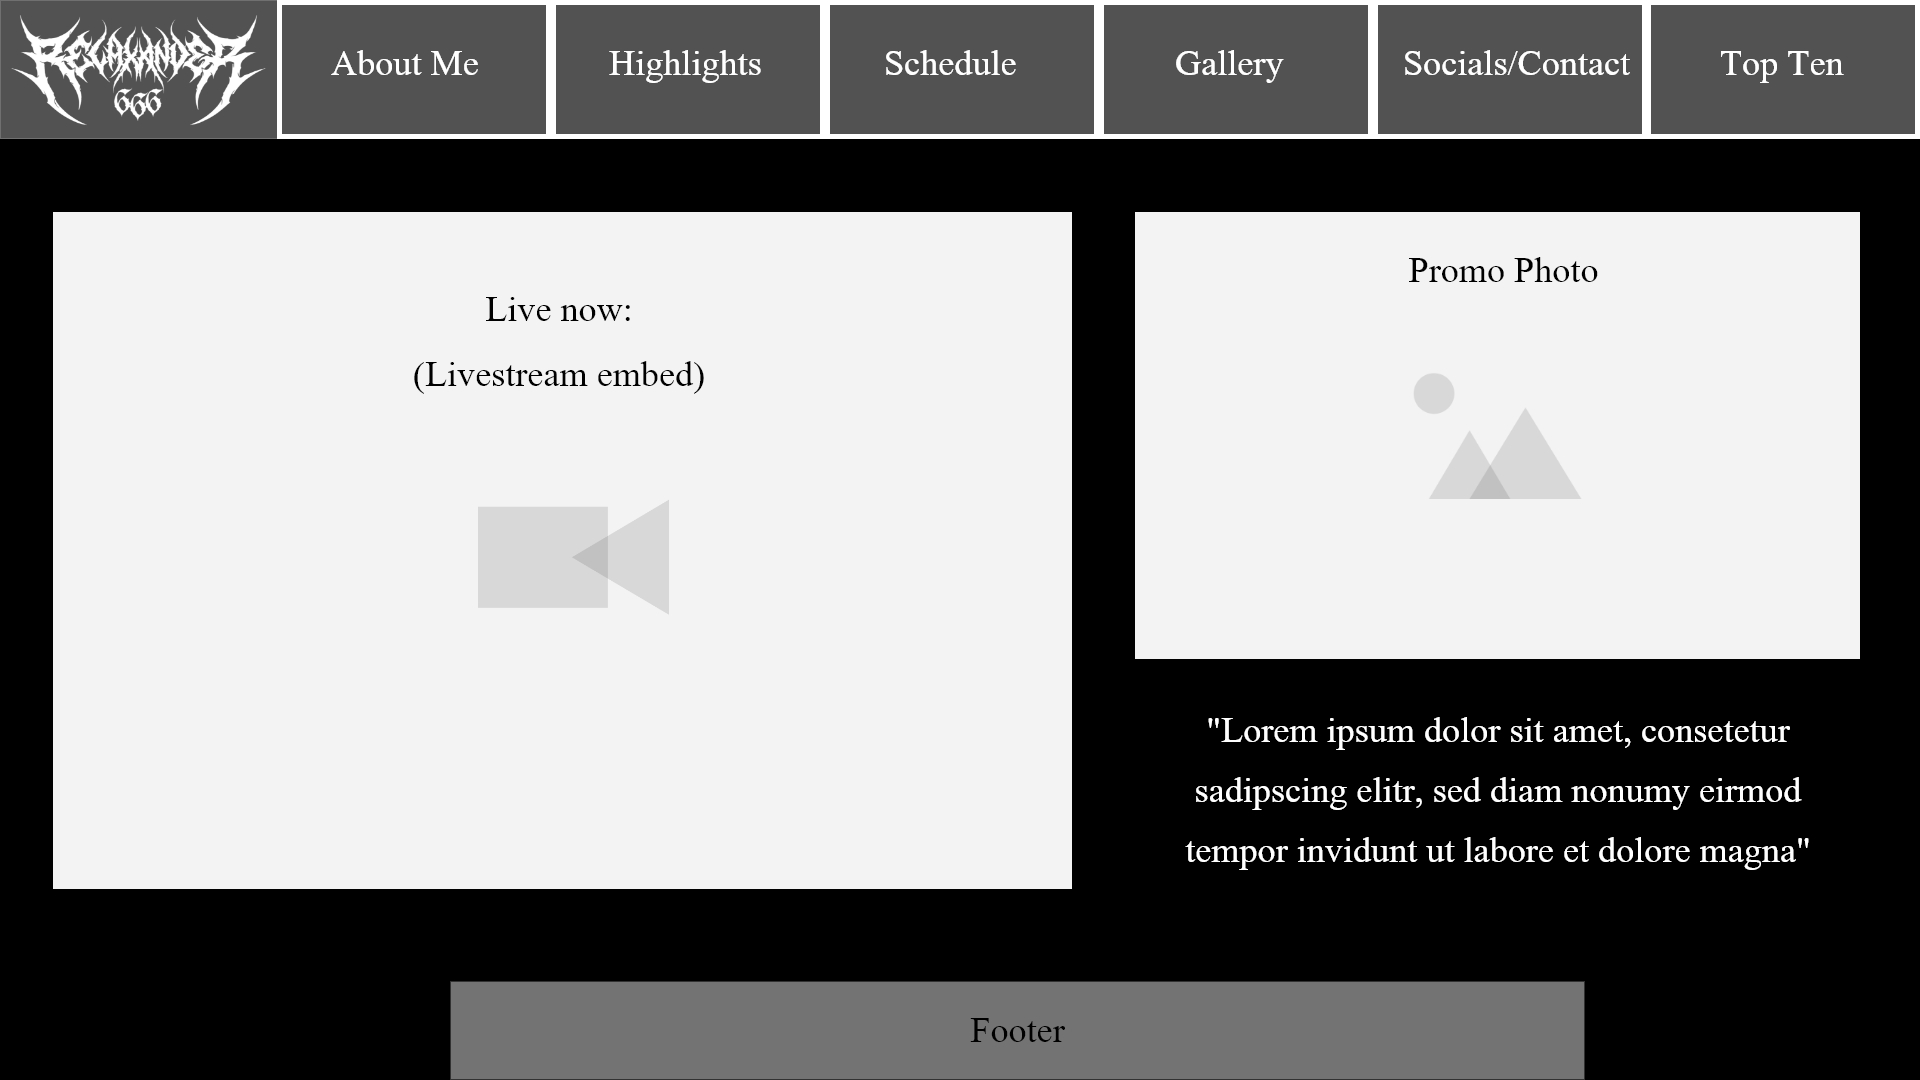 RELAXXANDER
666
About Me
Highlights
Schedule
Gallery
Socials/Contact
Top Ten
Live now:
(Livestream embed)
Promo Photo
"Lorem ipsum dolor sit amet, consetetur
sadipscing elitr, sed diam nonumy eirmod
tempor invidunt ut labore et dolore magna"
Footer